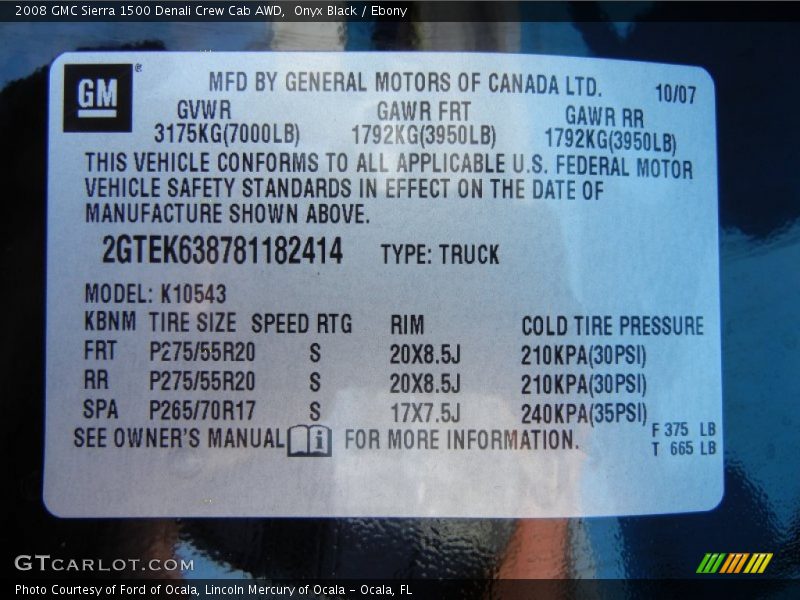 2008 GMC Sierra 1500 Denali Crew Cab AWD,  Onyx Black / Ebony
GM®
MFD BY GENERAL MOTORS OF CANADA LTD. 10/07
GVWR GAWR FRT GAWR RR
3175KG(7000LB) 1792KG(3950LB) 1792KG(3950LB)
THIS VEHICLE CONFORMS TO ALL APPLICABLE U.S. FEDERAL MOTOR
VEHICLE SAFETY STANDARDS IN EFFECT ON THE DATE OF
MANUFACTURE SHOWN ABOVE.
2GTEK638781182414 TYPE: TRUCK
MODEL: K10543
KBNM TIRE SIZE SPEED RTG RIM COLD TIRE PRESSURE
FRT P275/55R20 S 20X8.5J 210KPA(30PSI)
RR P275/55R20 S 20X8.5J 210KPA(30PSI)
SPA P265/70R17 S 17X7.5J 240KPA(35PSI)
SEE OWNER'S MANUAL i FOR MORE INFORMATION.
F 375 LB
T 665 LB
GTCARLOT.COM
Photo Courtesy of Ford of Ocala, Lincoln Mercury of Ocala - Ocala, FL